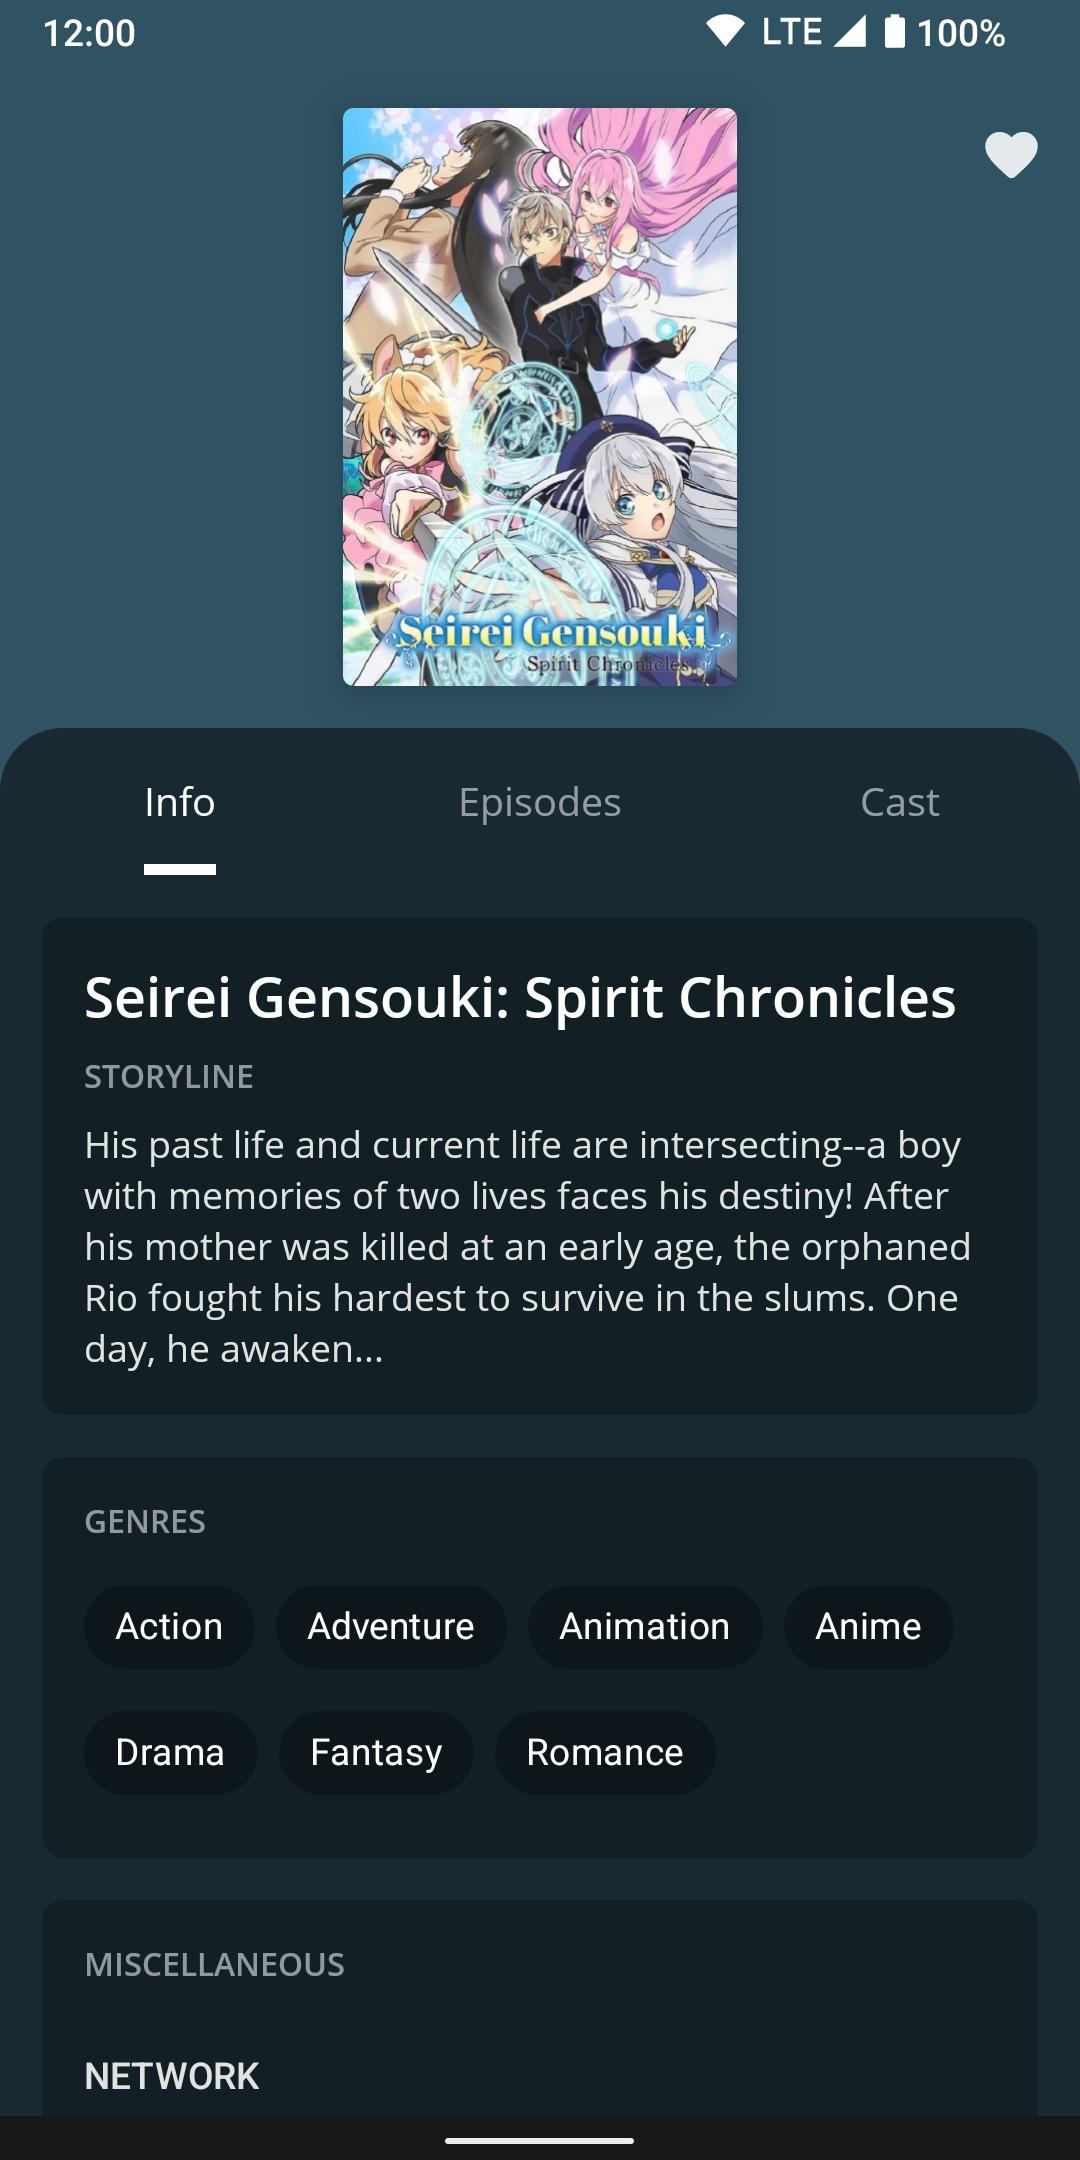 12:00
LTE
100%
Seirei Gensouki
Spirit Chronicles
Info
Episodes
Cast
Seirei Gensouki: Spirit Chronicles
STORYLINE
His past life and current life are intersecting--a boy
with memories of two lives faces his destiny! After
his mother was killed at an early age, the orphaned
Rio fought his hardest to survive in the slums. One
day, he awaken...
GENRES
Action
Adventure
Animation
Anime
Drama
Fantasy
Romance
MISCELLANEOUS
NETWORK